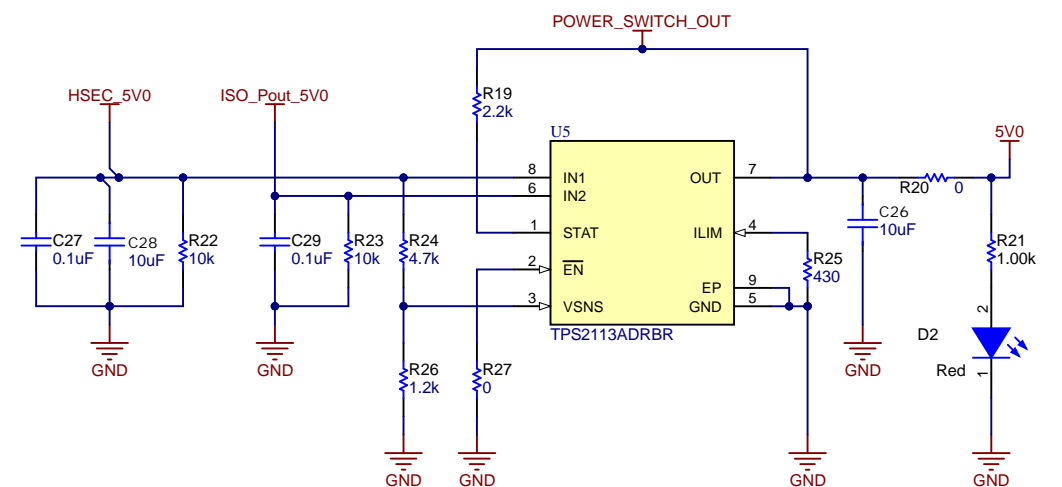 POWER_SWITCH_OUT
HSEC_5V0
ISO_Pout_5V0
R19
2.2k
U5
5V0
8
IN1
OUT
7
6
IN2
R20
0
1
STAT
ILIM
4
C26
10uF
C27
0.1uF
C28
10uF
R22
10k
C29
0.1uF
R23
10k
R24
4.7k
R25
430
R21
1.00k
2
EN
EP
9
3
VSNS
GND
5
TPS2113ADRBR
2
D2
Red
1
R26
1.2k
R27
0
GND
GND
GND
GND
GND
GND
GND